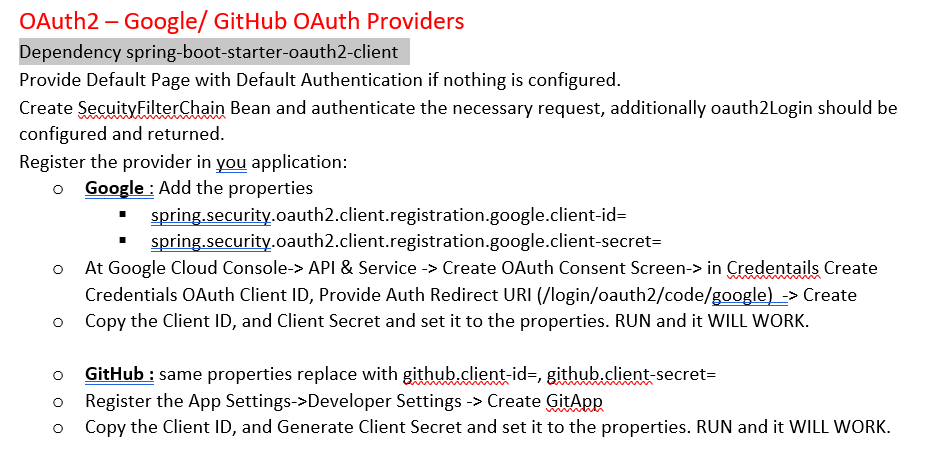 OAuth2 – Google/ GitHub OAuth Providers
Dependency spring-boot-starter-oauth2-client
Provide Default Page with Default Authentication if nothing is configured.
Create SecuityFilterChain Bean and authenticate the necessary request, additionally oauth2Login should be
configured and returned.
Register the provider in you application:
o Google : Add the properties
▪ spring.security.oauth2.client.registration.google.client-id=
▪ spring.security.oauth2.client.registration.google.client-secret=
o At Google Cloud Console-> API & Service -> Create OAuth Consent Screen-> in Credentails Create
Credentials OAuth Client ID, Provide Auth Redirect URI (/login/oauth2/code/google) -> Create
o Copy the Client ID, and Client Secret and set it to the properties. RUN and it WILL WORK.
o GitHub : same properties replace with github.client-id=, github.client-secret=
o Register the App Settings->Developer Settings -> Create GitApp
o Copy the Client ID, and Generate Client Secret and set it to the properties. RUN and it WILL WORK.